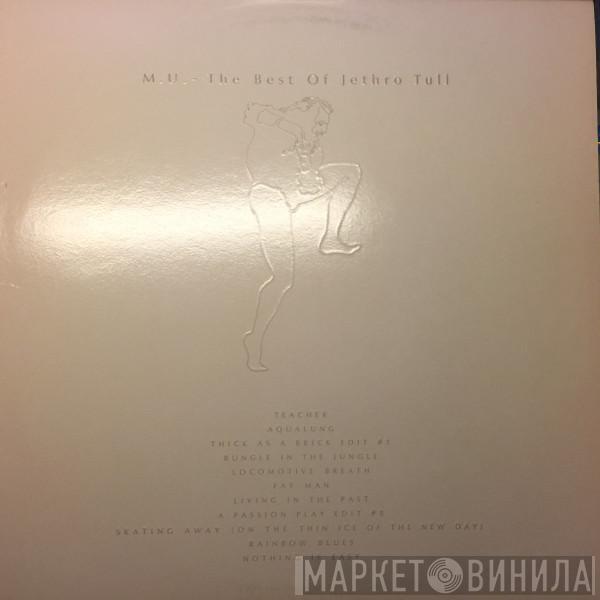 M.U. - The Best Of Jethro Tull
TEACHER
AQUALUNG
THICK AS A BRICK EDIT #1
BUNGLE IN THE JUNGLE
LOCOMOTIVE BREATH
FAT MAN
LIVING IN THE PAST
A PASSION PLAY EDIT #8
SKATING AWAY (ON THE THIN ICE OF THE NEW DAY)
RAINBOW BLUES
NOTHING IS EASY
МАРКЕТ ВИНИЛА